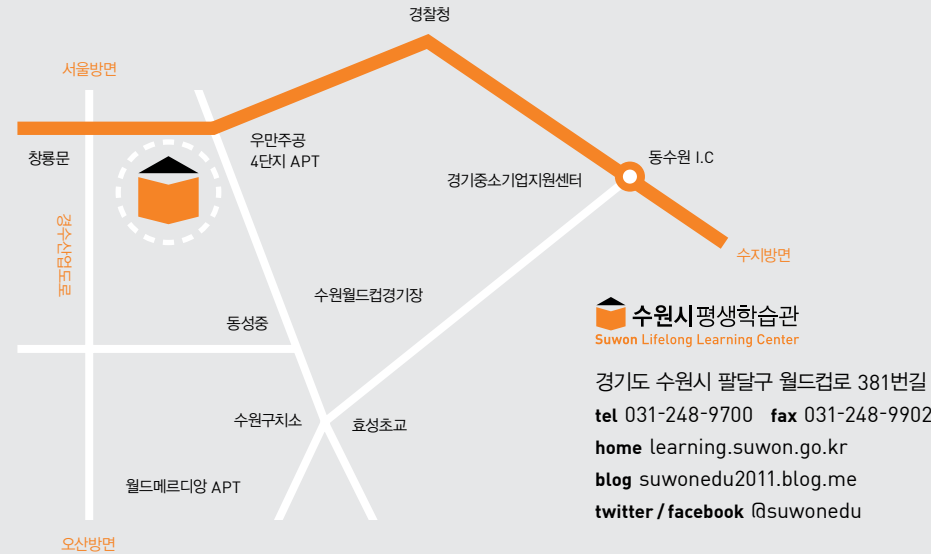 경찰청
서울방면
창룡문
우만주공
4단지 APT
동수원 I.C
경기중소기업지원센터
경수산업도로
수지방면
수원월드컵경기장
동성중
수원시평생학습관
Suwon Lifelong Learning Center
경기도 수원시 팔달구 월드컵로 381번길
tel 031-248-9700 fax 031-248-9902
수원구치소
효성초교
home learning.suwon.go.kr
blog suwonedu2011.blog.me
월드메르디앙 APT
twitter / facebook @suwonedu
오산방면